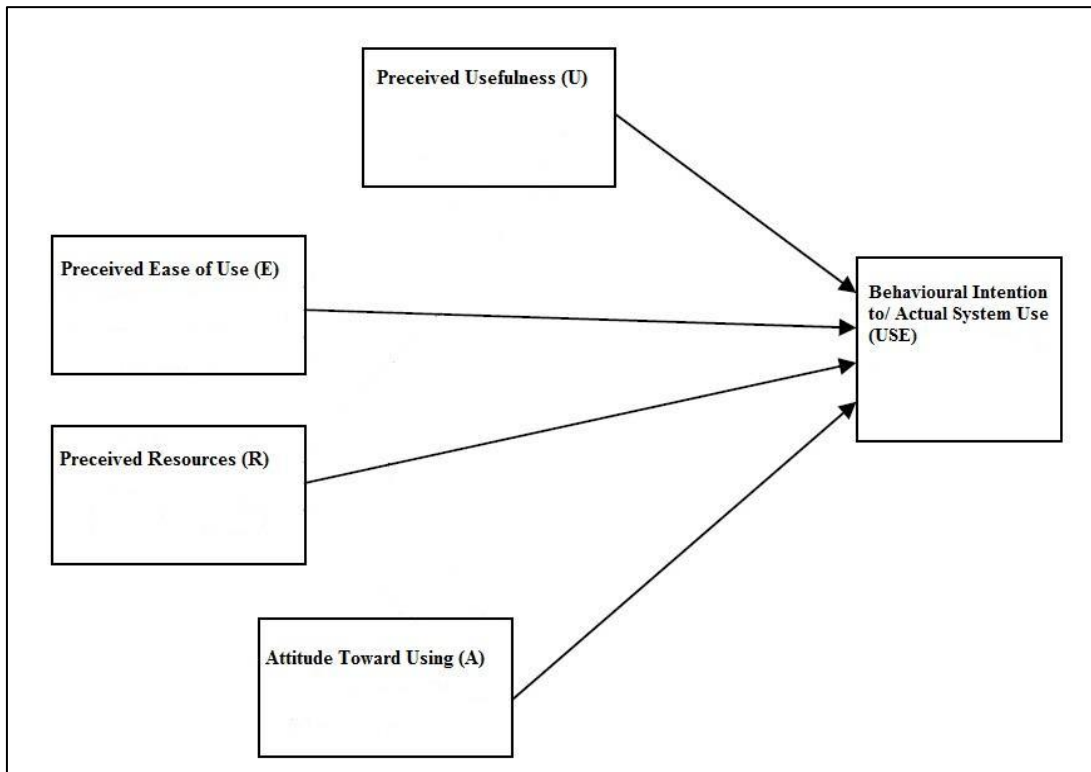 Preceived Usefulness (U)
Preceived Ease of Use (E)
Behavioural Intention
to/ Actual System Use
(USE)
Preceived Resources (R)
Attitude Toward Using (A)